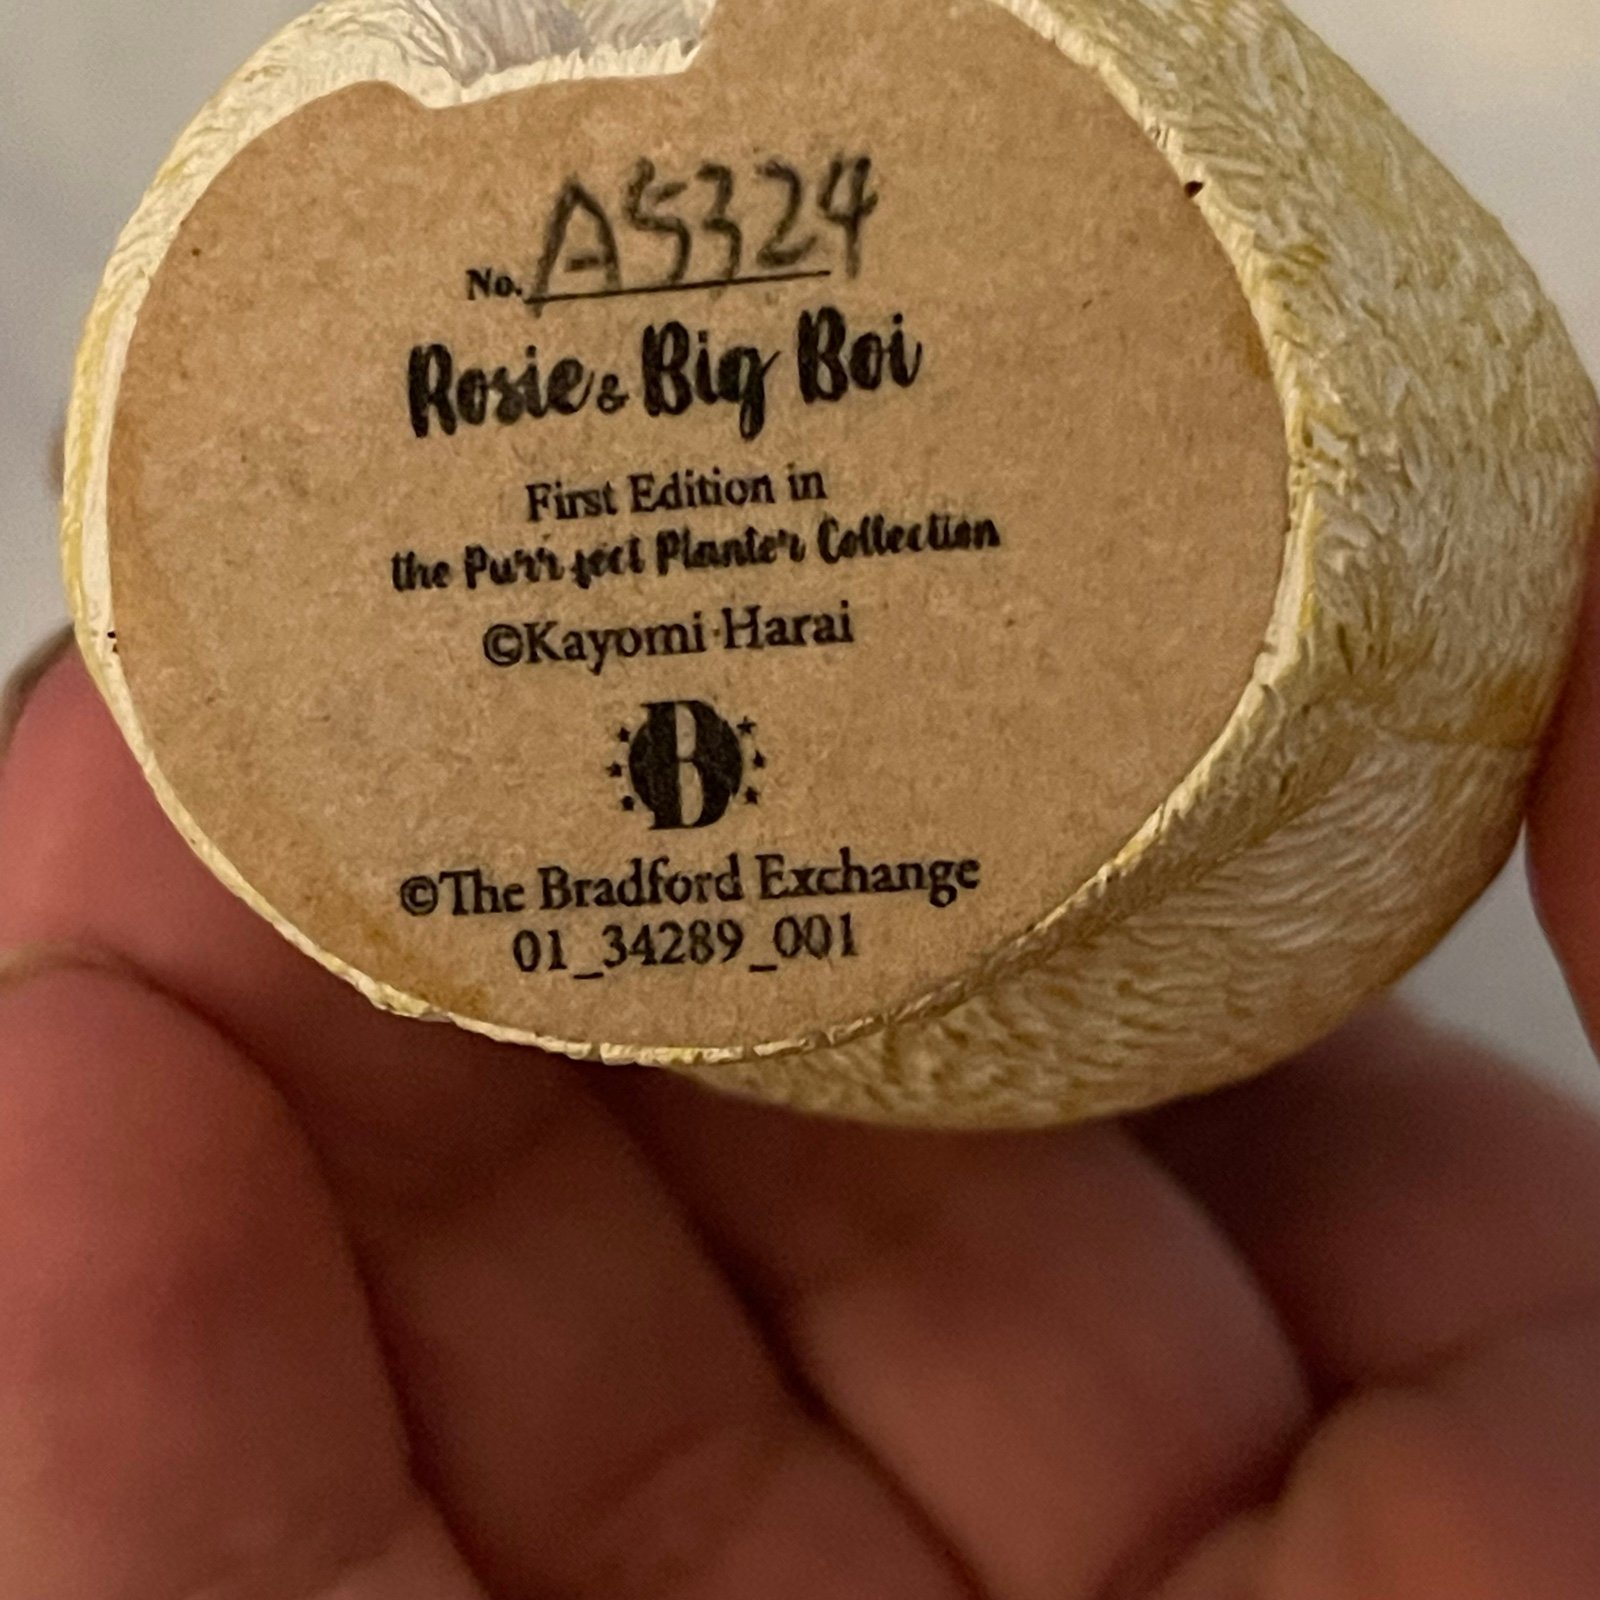 No. A5324
Rosie & Big Boi
First Edition in
the Purr-fect Planter Collection
©Kayomi Harai
B
©The Bradford Exchange
01_34289_001